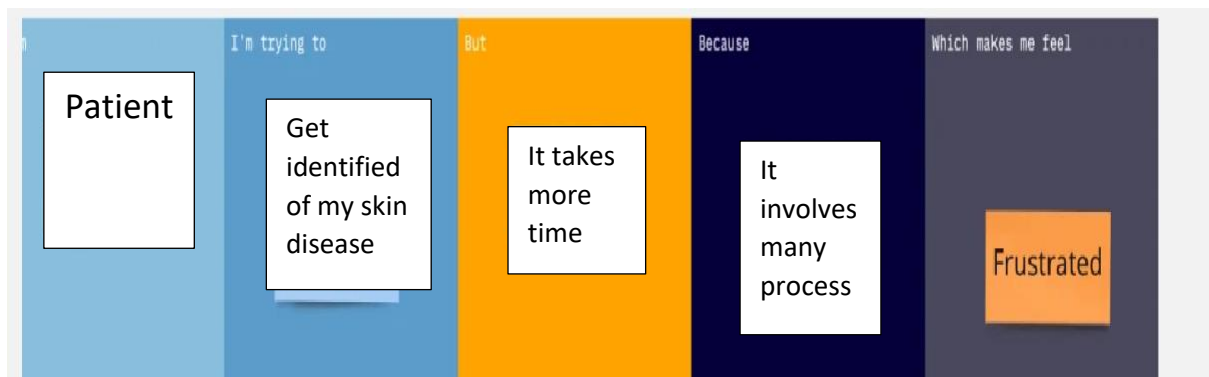 I'm trying to
But
Because
Which makes me feel
Patient
Get
identified
of my skin
disease
It takes
more
time
It
involves
many
process
Frustrated